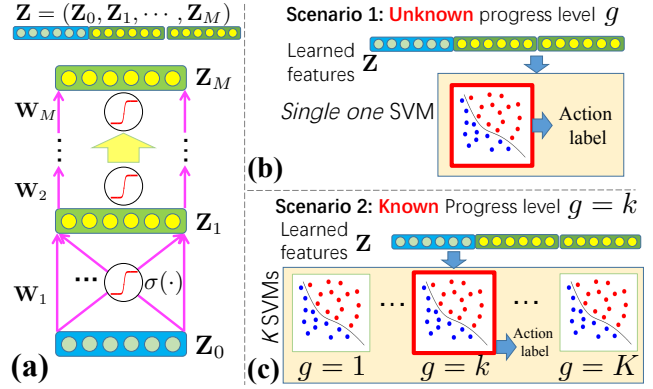 Z = (Z₀, Z₁, ⋯, Z_M)
Z_M
W_M
⋮
⋮
W₂
Z₁
⋯
σ(·)
W₁
Z₀
(a)
Scenario 1: Unknown progress level g
Learned
features Z
Single one SVM
Action
label
(b)
Scenario 2: Known Progress level g = k
Learned
features Z
K SVMs
⋯
⋯
Action
label
g = 1
g = k
g = K
(c)